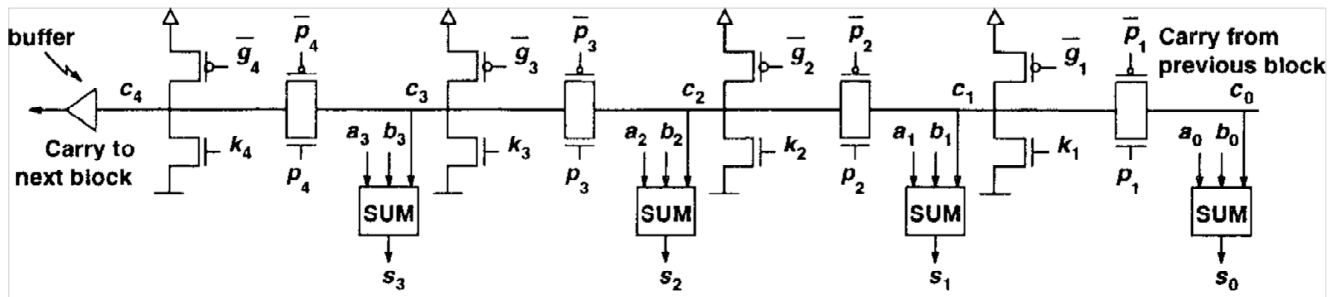 buffer
c₄
g̅₄
k₄
p̅₄
p₄
c₃
g̅₃
k₃
p̅₃
p₃
c₂
g̅₂
k₂
p̅₂
p₂
c₁
g̅₁
k₁
p̅₁
p₁
Carry from
previous block
c₀
Carry to
next block
a₃ b₃
SUM
s₃
a₂ b₂
SUM
s₂
a₁ b₁
SUM
s₁
a₀ b₀
SUM
s₀